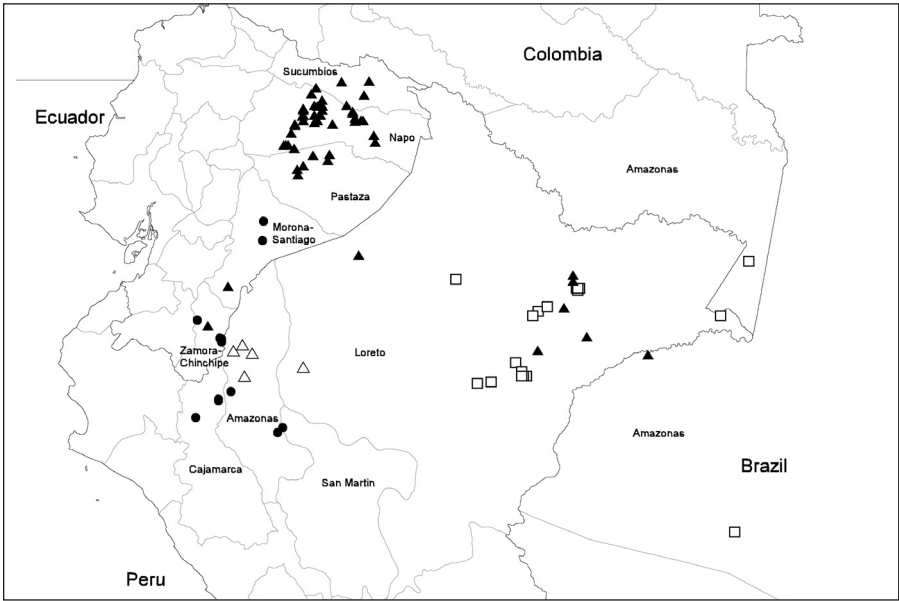 Colombia
Sucumbios
Ecuador
Napo
Amazonas
Pastaza
Morona-
Santiago
Zamora-
Chinchipe
Loreto
Amazonas
Amazonas
Cajamarca
San Martin
Brazil
Peru